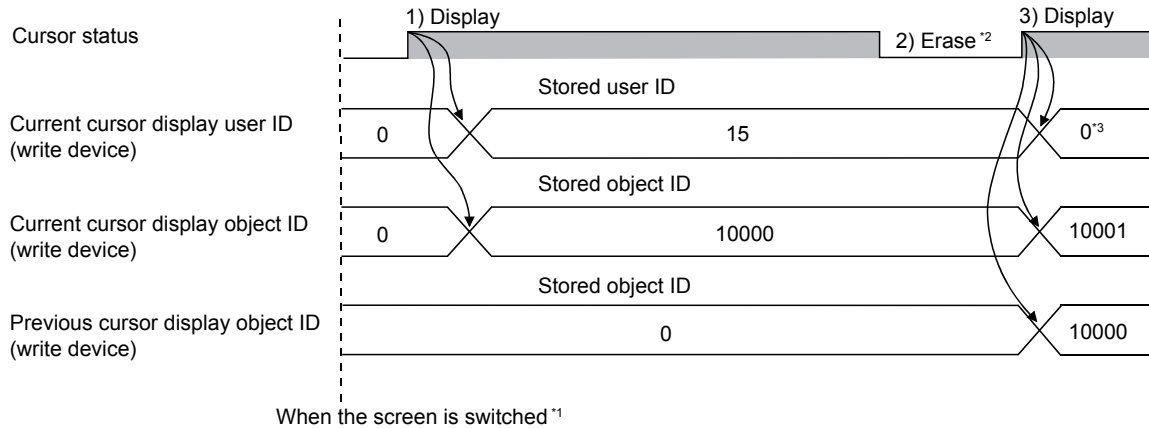 1) Display
3) Display
Cursor status
2) Erase *2
Stored user ID
Current cursor display user ID
(write device)
0
15
0*3
Stored object ID
Current cursor display object ID
(write device)
0
10000
10001
Stored object ID
Previous cursor display object ID
(write device)
0
10000
When the screen is switched *1